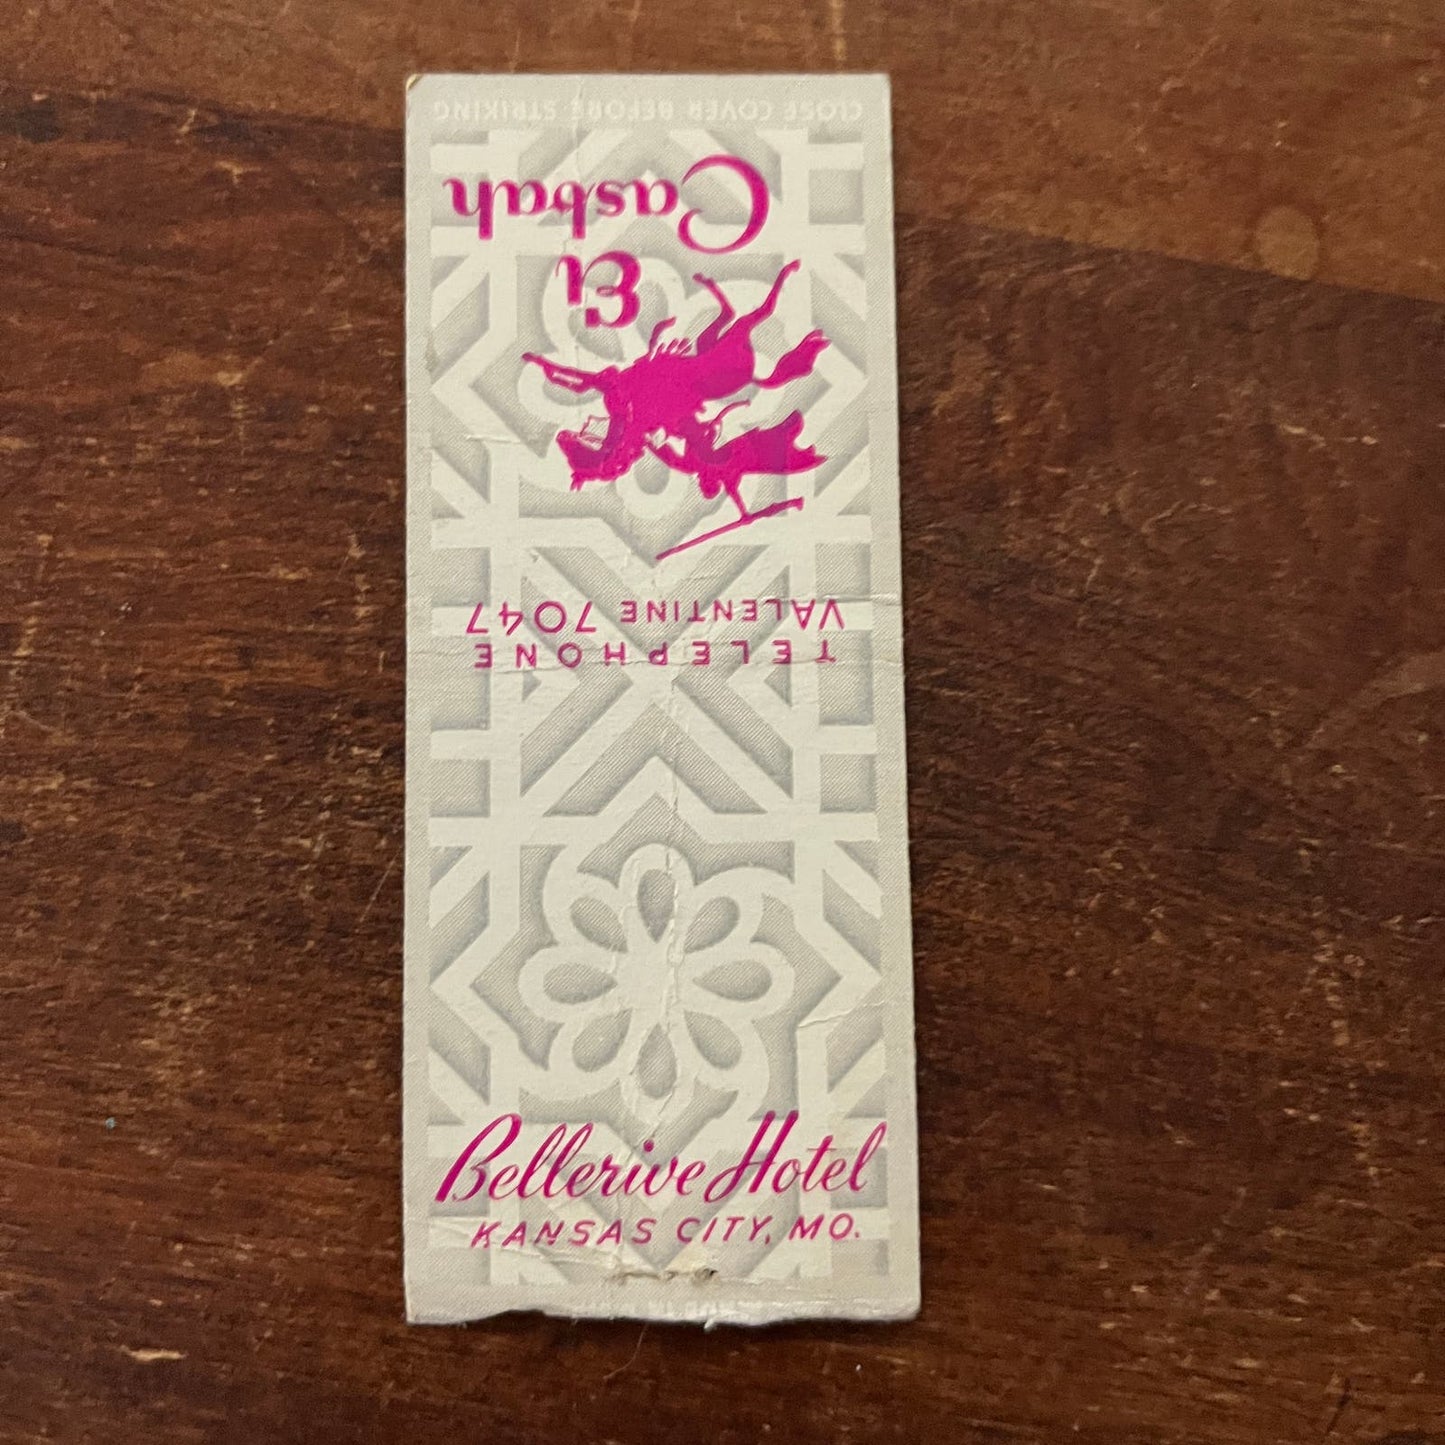 CLOSE COVER BEFORE STRIKING
El
Casbah
TELEPHONE
VALENTINE 7047
Bellerive Hotel
KANSAS CITY, MO.